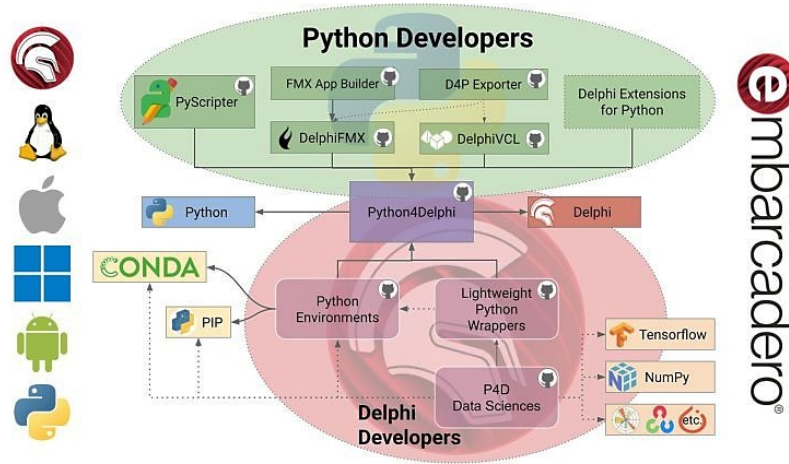 Python Developers
PyScripter
FMX App Builder
D4P Exporter
Delphi Extensions
for Python
DelphiFMX
DelphiVCL
Python
Python4Delphi
Delphi
CONDA
PIP
Python
Environments
Lightweight
Python
Wrappers
P4D
Data Sciences
Tensorflow
NumPy
etc.
Delphi
Developers
embarcadero®